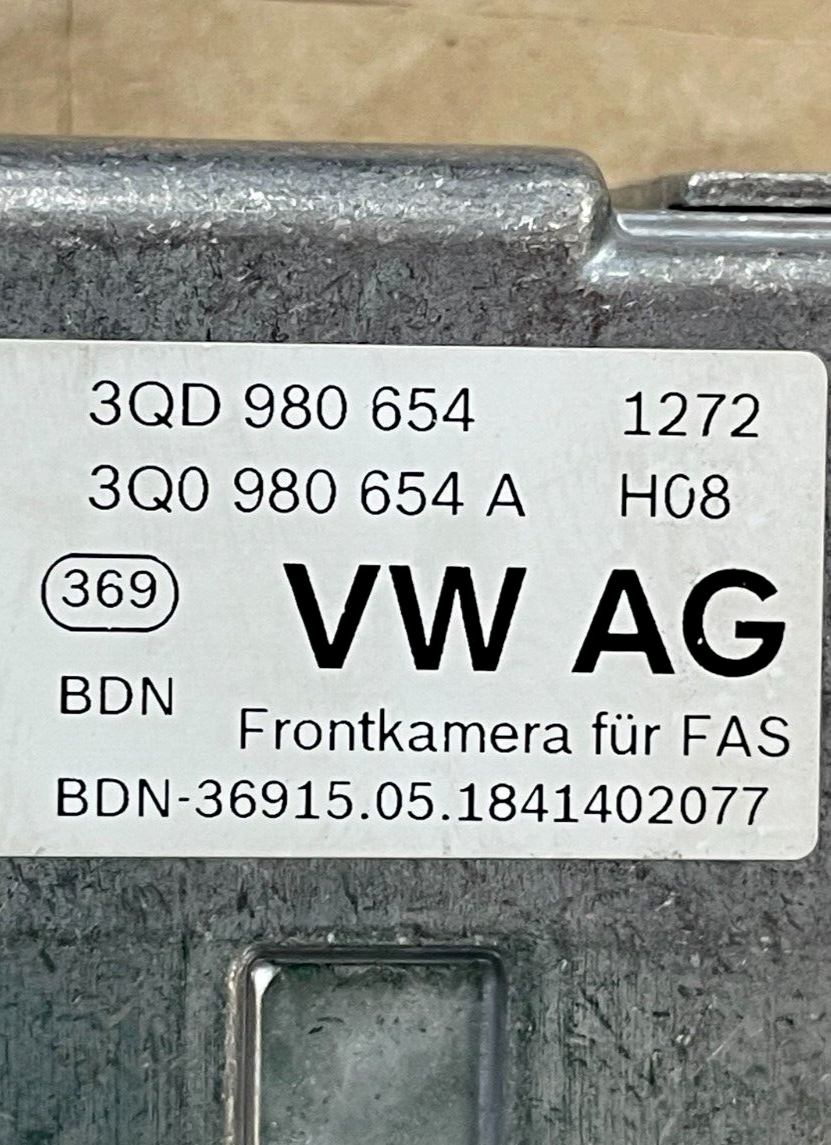 3QD 980 654 1272
3Q0 980 654 A H08
369 VW AG
BDN
Frontkamera für FAS
BDN-36915.05.1841402077